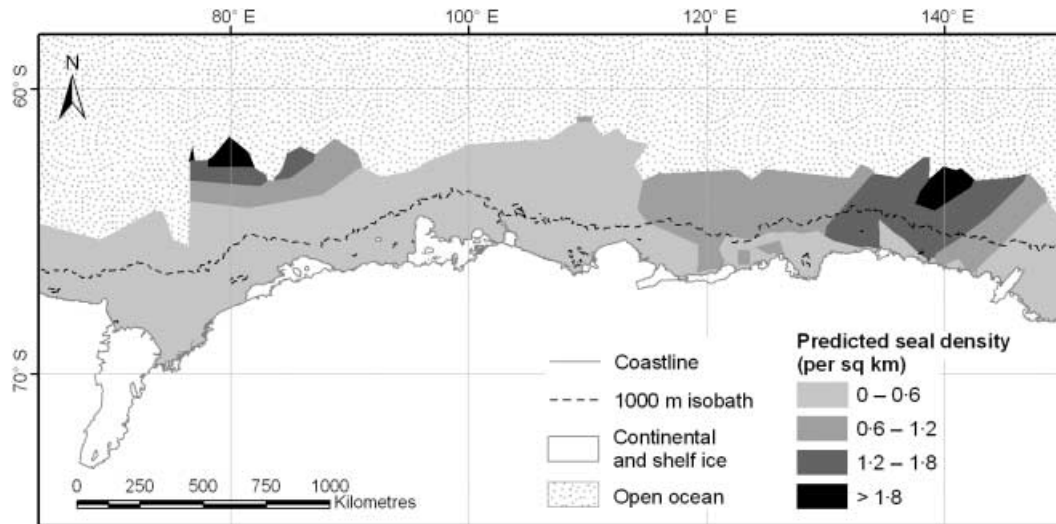 80° E
100° E
120° E
140° E
N
60° S
70° S
Coastline
1000 m isobath
Continental
and shelf ice
Open ocean
Predicted seal density
(per sq km)
0 – 0·6
0·6 – 1·2
1·2 – 1·8
> 1·8
0 250 500 750 1000
Kilometres